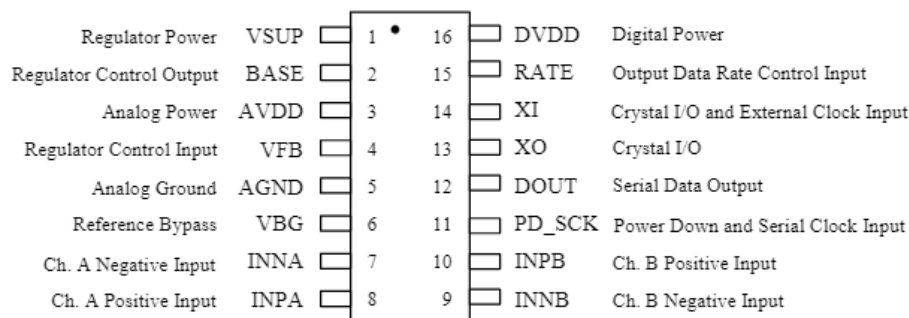 Regulator Power VSUP 1 16 DVDD Digital Power
Regulator Control Output BASE 2 15 RATE Output Data Rate Control Input
Analog Power AVDD 3 14 XI Crystal I/O and External Clock Input
Regulator Control Input VFB 4 13 XO Crystal I/O
Analog Ground AGND 5 12 DOUT Serial Data Output
Reference Bypass VBG 6 11 PD_SCK Power Down and Serial Clock Input
Ch. A Negative Input INNA 7 10 INPB Ch. B Positive Input
Ch. A Positive Input INPA 8 9 INNB Ch. B Negative Input